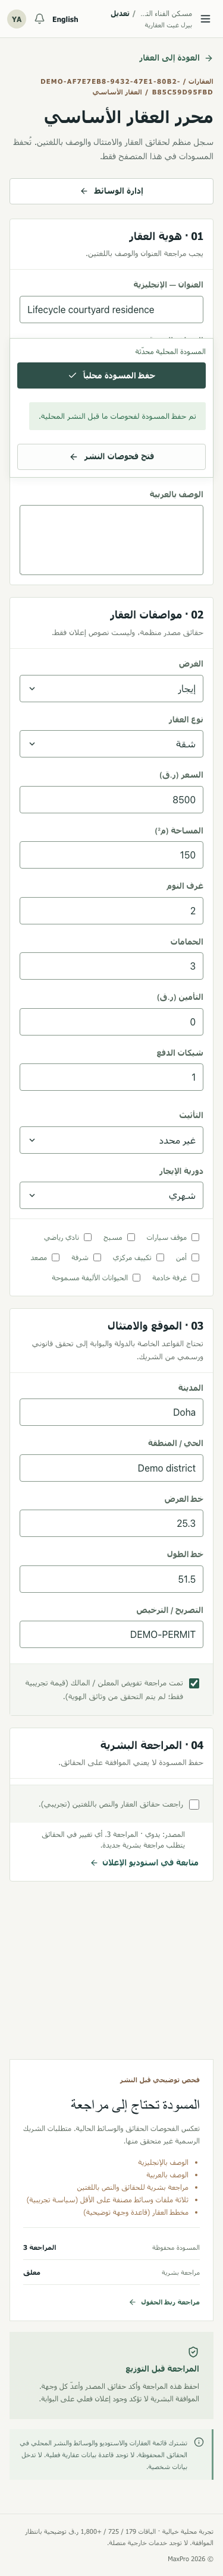 YA
English
مسكن الفناء الذ... / تعديل
بيرل غيت العقارية
العودة إلى العقار
العقارات / DEMO-AF7E7EB8-9432-47E1-80B2-
B85C59D95FBD / العقار الأساسي
محرر العقار الأساسي
سجل منظم لحقائق العقار والنص باللغتين. تُحفظ
المسودات في هذا المتصفح فقط.
إدارة الوسائط
01 · هوية العقار
يجب مراجعة العنوان والوصف باللغتين.
العنوان — الإنجليزية
Lifecycle courtyard residence
المسودة المحلية محدّثة
حفظ المسودة محلياً
تم حفظ المسودة لفحوصات ما قبل النشر المحلية.
فتح فحوصات النشر
الوصف بالعربية
02 · مواصفات العقار
حقائق مصدر منظمة، وليست نصوص إعلان فقط.
الغرض
إيجار
نوع العقار
شقة
السعر (ر.ق)
8500
المساحة (م²)
150
غرف النوم
2
الحمامات
3
التأمين (ر.ق)
0
شيكات الدفع
1
التأثيث
غير محدد
دورية الإيجار
شهري
موقف سيارات
مسبح
نادي رياضي
أمن
تكييف مركزي
شرفة
مصعد
غرفة خادمة
الحيوانات الأليفة مسموحة
03 · الموقع والامتثال
تحتاج القواعد الخاصة بالدولة والبوابة إلى تحقق قانوني
ورسمي من الشريك.
المدينة
Doha
الحي / المنطقة
Demo district
خط العرض
25.3
خط الطول
51.5
التصريح / الترخيص
DEMO-PERMIT
تمت مراجعة تفويض المعلن / المالك (قيمة تجريبية
فقط؛ لم يتم التحقق من وثائق الهوية).
04 · المراجعة البشرية
حفظ المسودة لا يعني الموافقة على الحقائق.
راجعت حقائق العقار والنص باللغتين (تجريبي).
المصدر: يدوي · المراجعة 3. أي تغيير في الحقائق
يتطلب مراجعة بشرية جديدة.
متابعة في استوديو الإعلان
فحص توضيحي قبل النشر
المسودة تحتاج إلى مراجعة
تعكس الفحوصات الحقائق والوسائط الحالية. متطلبات الشريك
الرسمية غير متحقق منها.
الوصف بالإنجليزية
الوصف بالعربية
مراجعة بشرية للحقائق والنص باللغتين
ثلاثة ملفات وسائط مصنفة على الأقل (سياسة تجريبية)
مخطط العقار (قاعدة وجهة توضيحية)
المسودة محفوظة
المراجعة 3
مراجعة بشرية
معلق
مراجعة ربط الحقول
المراجعة قبل التوزيع
احفظ هذه المراجعة وأكد حقائق المصدر وأعدّ كل وجهة.
الموافقة البشرية لا تؤكد وجود إعلان فعلي على البوابة.
تشترك قائمة العقارات والاستوديو والوسائط والنشر المحلي في
الحقائق المحفوظة. لا توجد قاعدة بيانات عقارية فعلية. لا تدخل
بيانات شخصية.
تجربة محلية خيالية · الباقات 179 / 725 / +1,800 ر.ق توضيحية بانتظار
الموافقة. لا توجد خدمات خارجية متصلة.
© 2026 MaxPro